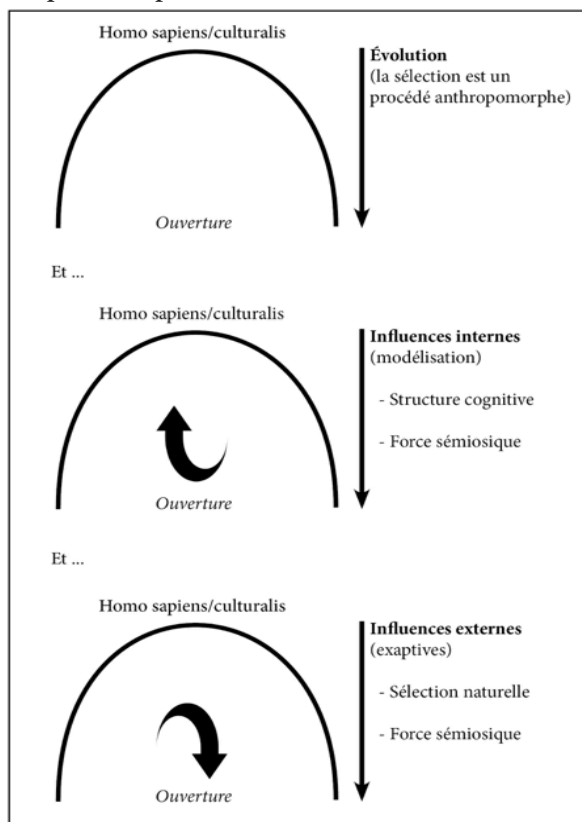 Homo sapiens/culturalis
Évolution
(la sélection est un
procédé anthropomorphe)
Ouverture
Et ...
Homo sapiens/culturalis
Influences internes
(modélisation)
- Structure cognitive
- Force sémiosique
Ouverture
Et ...
Homo sapiens/culturalis
Influences externes
(exaptives)
- Sélection naturelle
- Force sémiosique
Ouverture